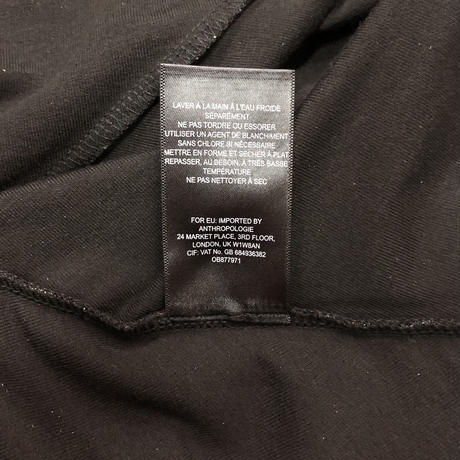 LAVER À LA MAIN À L'EAU FROIDE
SÉPARÉMENT
NE PAS TORDRE OU ESSORER
UTILISER UN AGENT DE BLANCHIMENT
SANS CHLORE SI NÉCESSAIRE
METTRE EN FORME ET SÉCHER À PLAT
REPASSER, AU BESOIN, À TRÈS BASSE
TEMPÉRATURE
NE PAS NETTOYER À SEC
FOR EU: IMPORTED BY
ANTHROPOLOGIE
24 MARKET PLACE, 3RD FLOOR,
LONDON, UK W1W8AN
CIF: VAT No. GB 684936382
OB877971